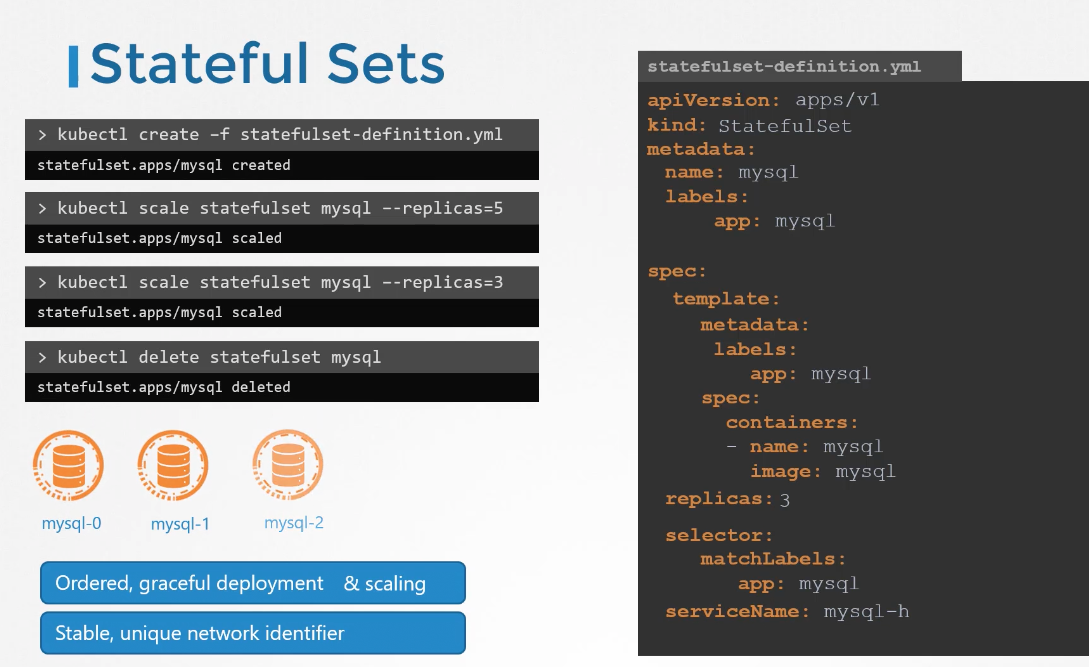 Stateful Sets
> kubectl create –f statefulset-definition.yml
statefulset.apps/mysql created
> kubectl scale statefulset mysql --replicas=5
statefulset.apps/mysql scaled
> kubectl scale statefulset mysql --replicas=3
statefulset.apps/mysql scaled
> kubectl delete statefulset mysql
statefulset.apps/mysql deleted
mysql-0 mysql-1 mysql-2
Ordered, graceful deployment & scaling
Stable, unique network identifier
statefulset-definition.yml
apiVersion: apps/v1
kind: StatefulSet
metadata:
name: mysql
labels:
app: mysql
spec:
template:
metadata:
labels:
app: mysql
spec:
containers:
- name: mysql
image: mysql
replicas: 3
selector:
matchLabels:
app: mysql
serviceName: mysql-h